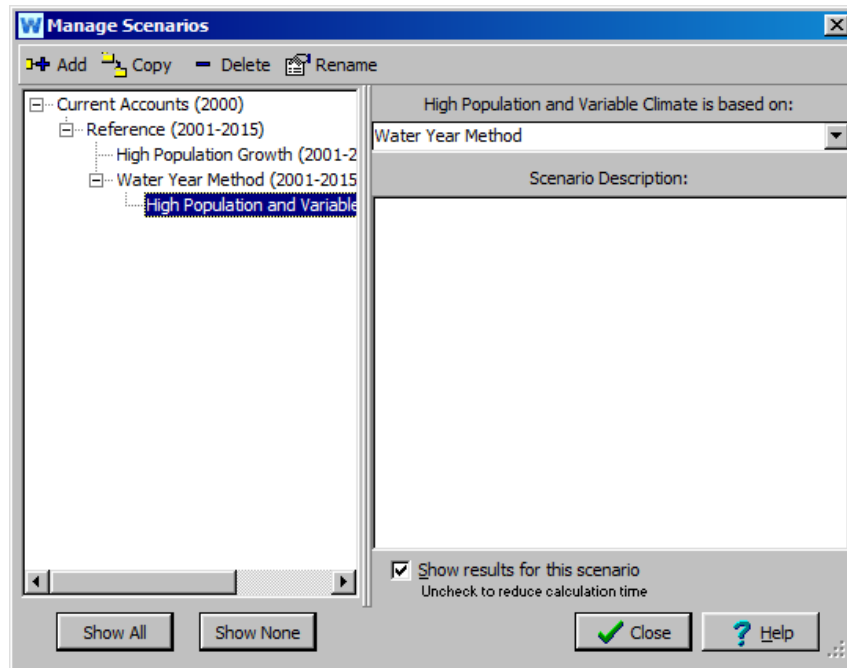 Manage Scenarios
Add Copy Delete Rename
Current Accounts (2000)
Reference (2001-2015)
High Population Growth (2001-2
Water Year Method (2001-2015
High Population and Variable
High Population and Variable Climate is based on:
Water Year Method
Scenario Description:
Show results for this scenario
Uncheck to reduce calculation time
Show All Show None Close Help